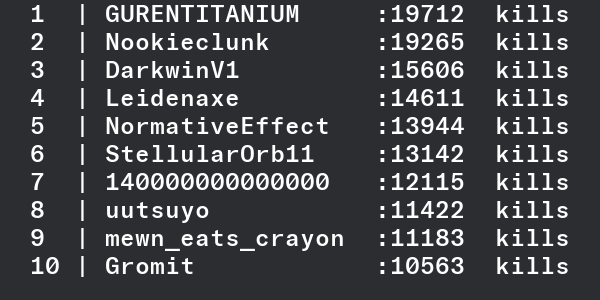 1 | GURENTITANIUM :19712 kills
2 | Nookieclunk :19265 kills
3 | DarkwinV1 :15606 kills
4 | Leidenaxe :14611 kills
5 | NormativeEffect :13944 kills
6 | StellularOrb11 :13142 kills
7 | 140000000000000 :12115 kills
8 | uutsuyo :11422 kills
9 | mewn_eats_crayon :11183 kills
10 | Gromit :10563 kills